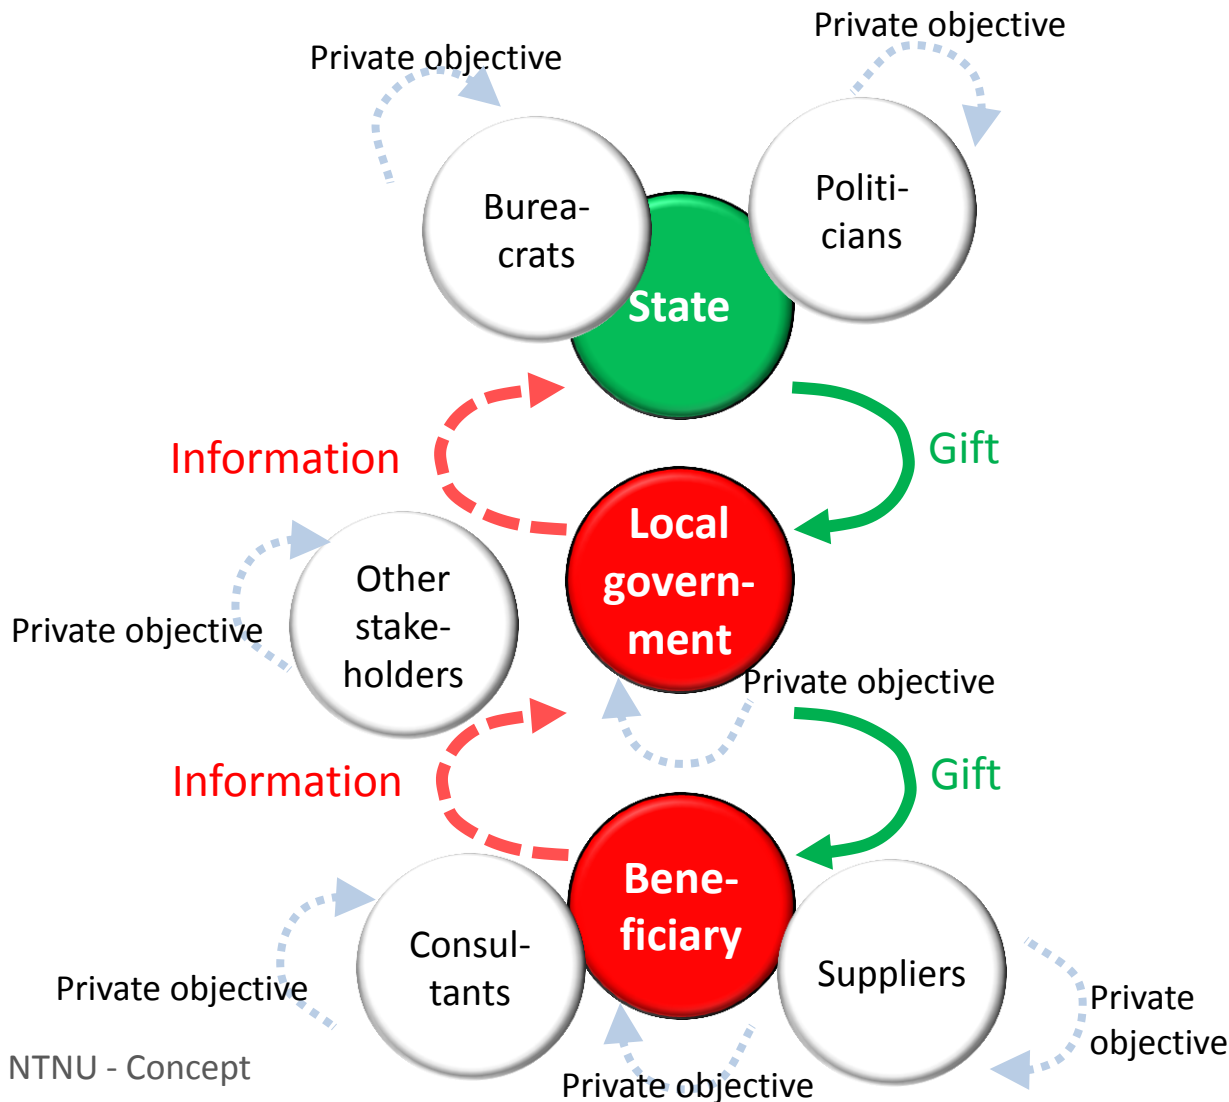 Private objective
Private objective
Burea-
crats
Politi-
cians
State
Information
Gift
Local
govern-
ment
Other
stake-
holders
Private objective
Private objective
Information
Gift
Bene-
ficiary
Consul-
tants
Suppliers
Private objective
Private
objective
NTNU - Concept
Private objective